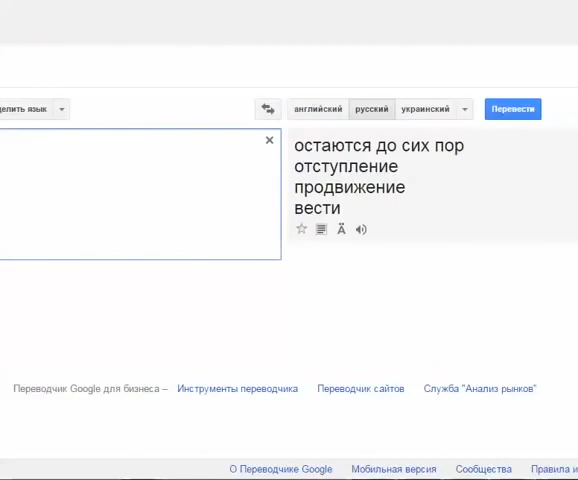 делить язык английский русский украинский Перевести
остаются до сих пор
отступление
продвижение
вести
Ä
Переводчик Google для бизнеса – Инструменты переводчика Переводчик сайтов Служба "Анализ рынков"
О Переводчике Google Мобильная версия Сообщества Правила и